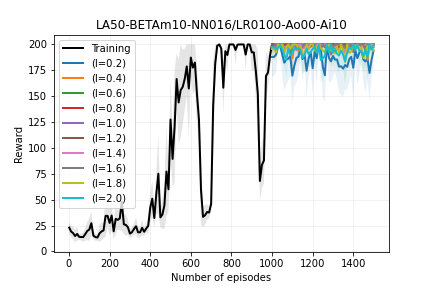 LA50-BETAm10-NN016/LR0100-Ao00-Ai10
Reward
200
175
150
125
100
75
50
25
0
Training
(l=0.2)
(l=0.4)
(l=0.6)
(l=0.8)
(l=1.0)
(l=1.2)
(l=1.4)
(l=1.6)
(l=1.8)
(l=2.0)
0 200 400 600 800 1000 1200 1400
Number of episodes